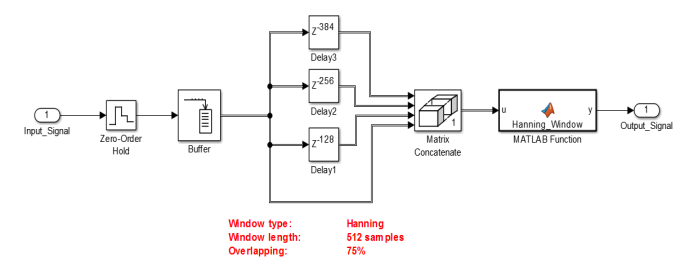 Z-384
Delay3
Z-256
Delay2
Z-128
Delay1
1
Input_Signal
Zero-Order
Hold
Buffer
1
Matrix
Concatenate
u
y
Hanning_Window
MATLAB Function
1
Output_Signal
Window type: Hanning
Window length: 512 samples
Overlapping: 75%